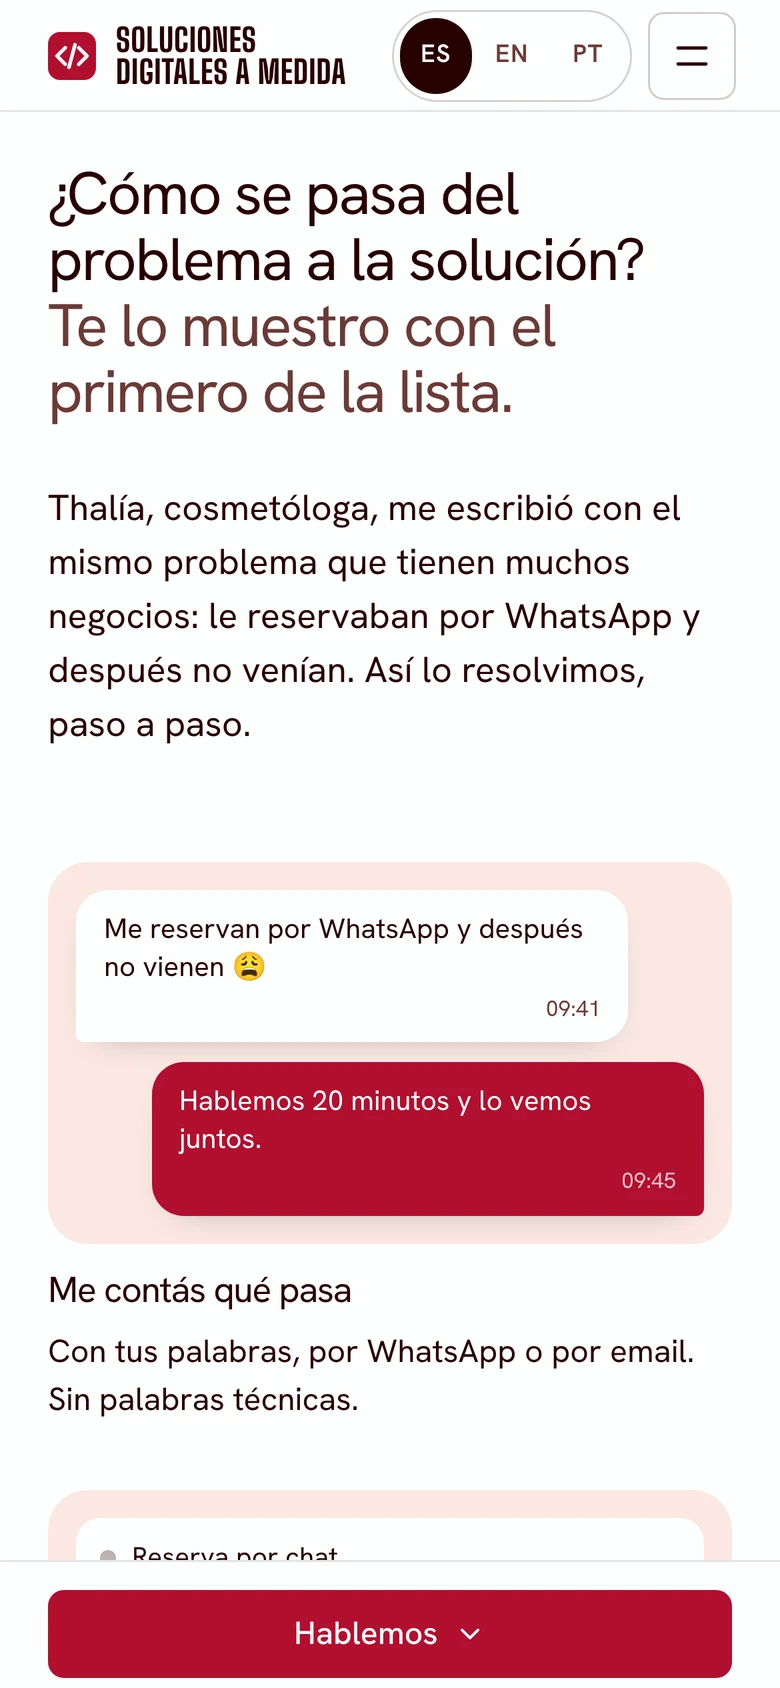 </>
SOLUCIONES
DIGITALES A MEDIDA
ES EN PT
¿Cómo se pasa del
problema a la solución?
Te lo muestro con el
primero de la lista.
Thalía, cosmetóloga, me escribió con el
mismo problema que tienen muchos
negocios: le reservaban por WhatsApp y
después no venían. Así lo resolvimos,
paso a paso.
Me reservan por WhatsApp y después
no vienen 😩
09:41
Hablemos 20 minutos y lo vemos
juntos.
09:45
Me contás qué pasa
Con tus palabras, por WhatsApp o por email.
Sin palabras técnicas.
Reserva por chat
Hablemos